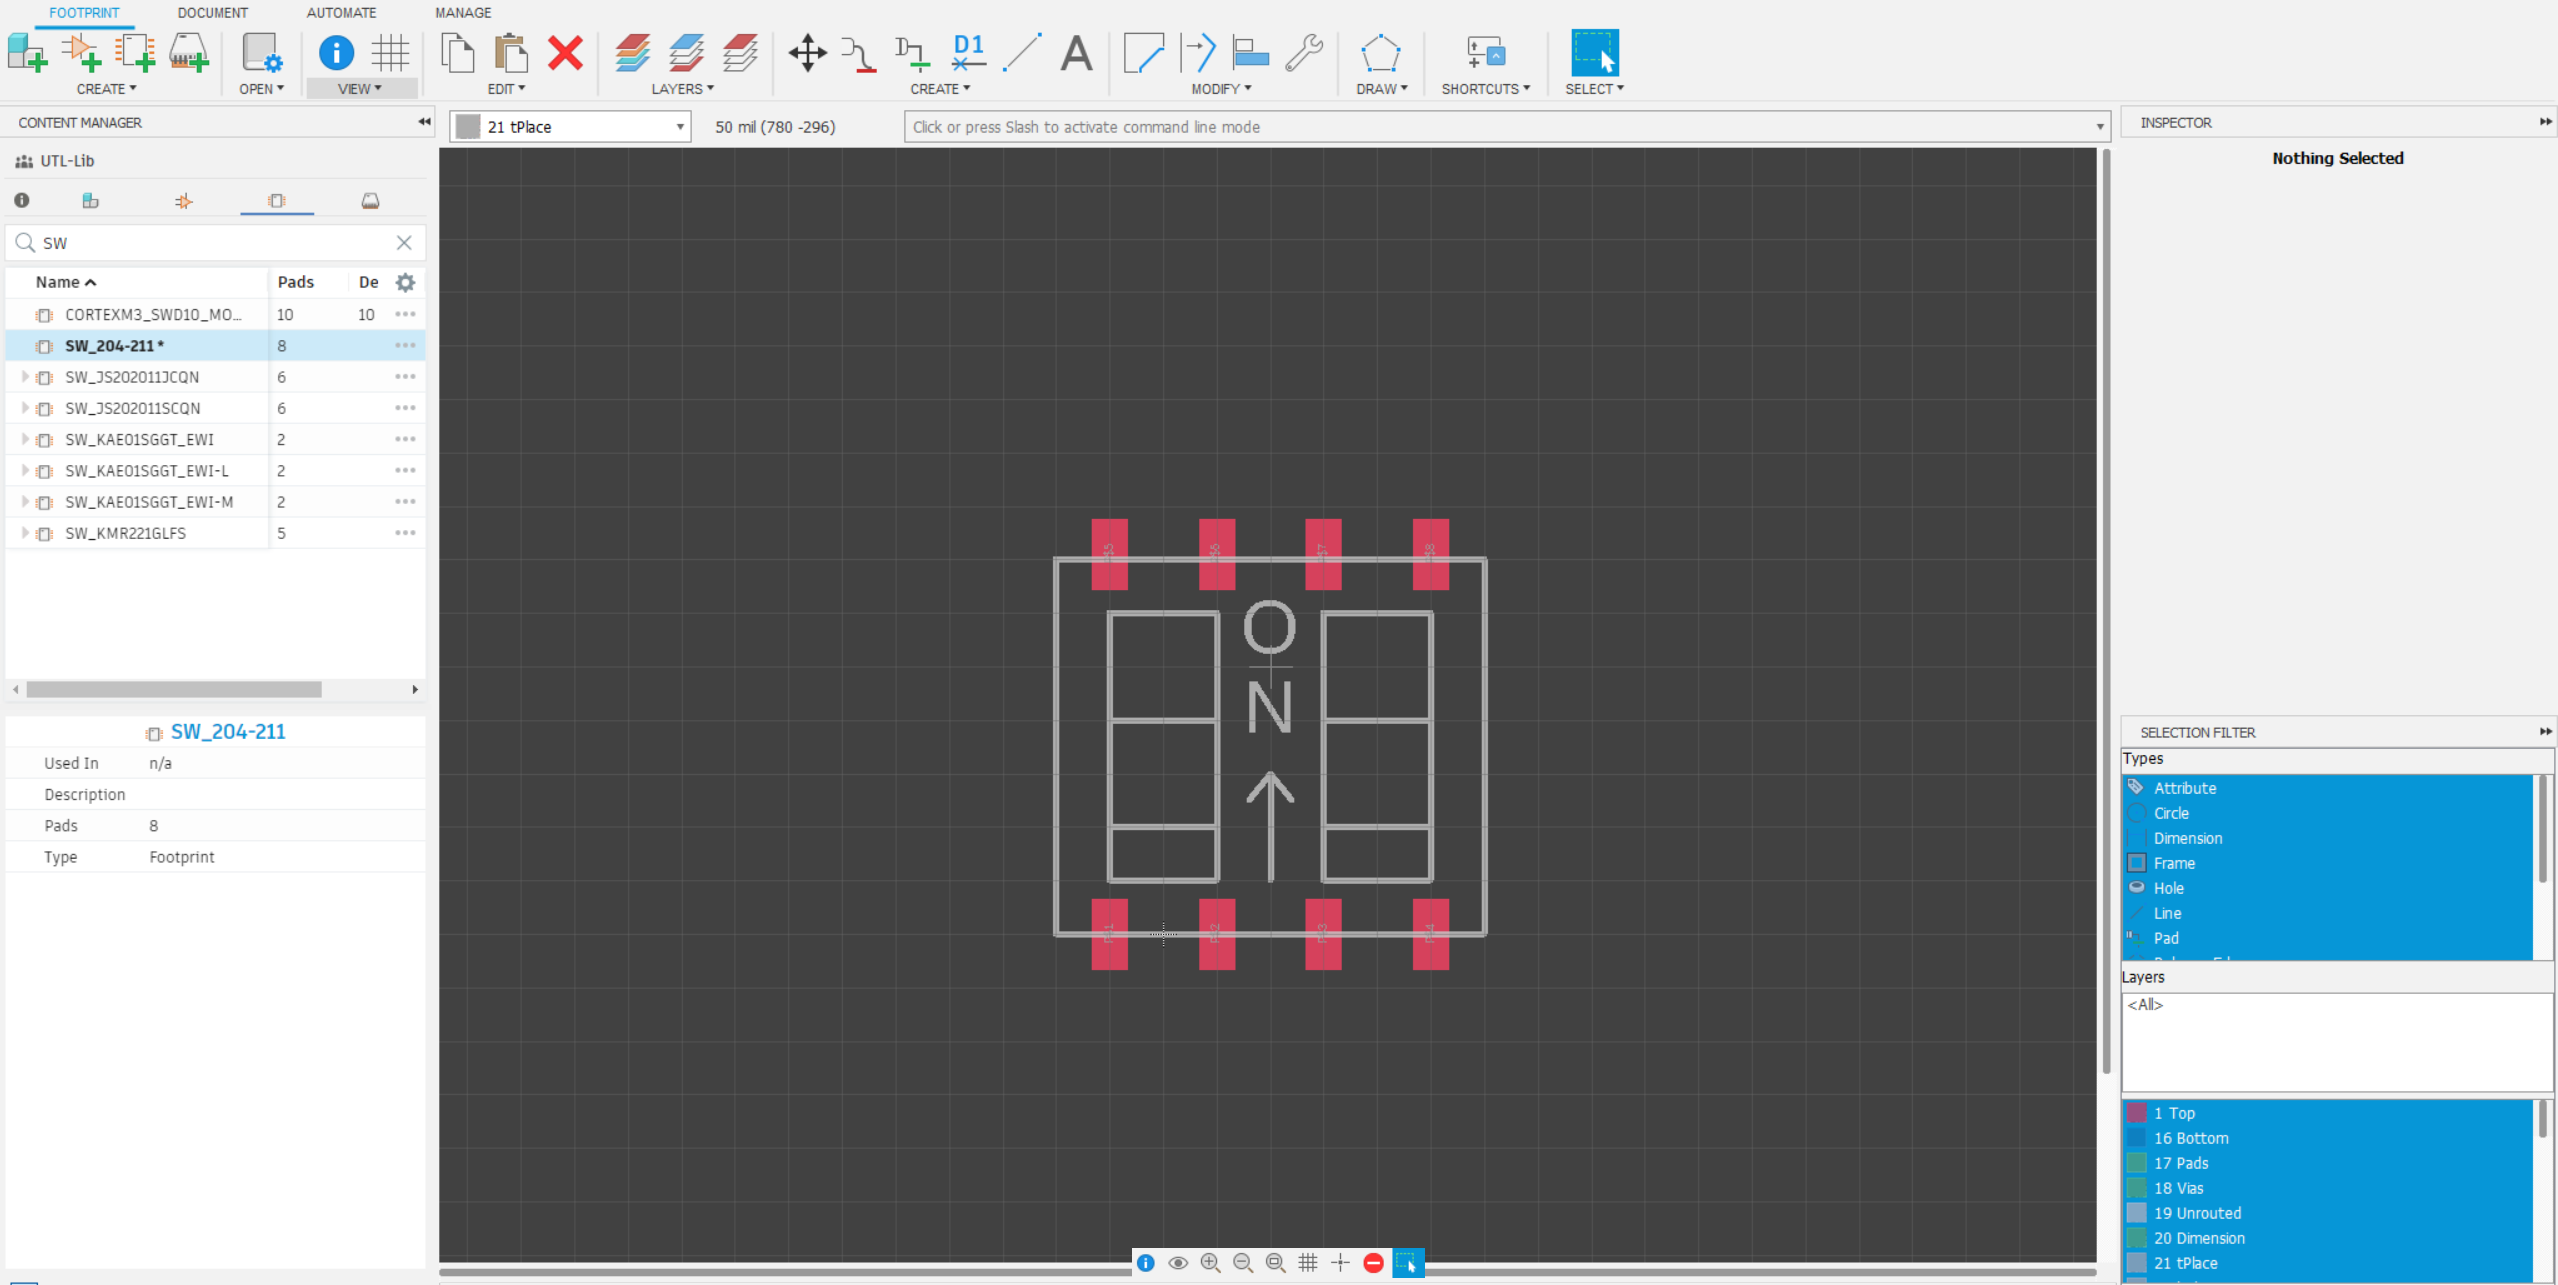 FOOTPRINT DOCUMENT AUTOMATE MANAGE
D1 A
CREATE OPEN VIEW EDIT LAYERS CREATE MODIFY DRAW SHORTCUTS SELECT
CONTENT MANAGER
21 tPlace 50 mil (780 -296) Click or press Slash to activate command line mode
INSPECTOR
Nothing Selected
UTL-Lib
SW
Name Pads De
CORTEXM3_SWD10_MO... 10 10
SW_204-211 * 8
SW_JS202011JCQN 6
SW_JS202011SCQN 6
SW_KAE01SGGT_EWI 2
SW_KAE01SGGT_EWI-L 2
SW_KAE01SGGT_EWI-M 2
SW_KMR221GLFS 5
SW_204-211
Used In n/a
Description
Pads 8
Type Footprint
O
N
SELECTION FILTER
Types
Attribute
Circle
Dimension
Frame
Hole
Line
Pad
Layers
<All>
1 Top
16 Bottom
17 Pads
18 Vias
19 Unrouted
20 Dimension
21 tPlace